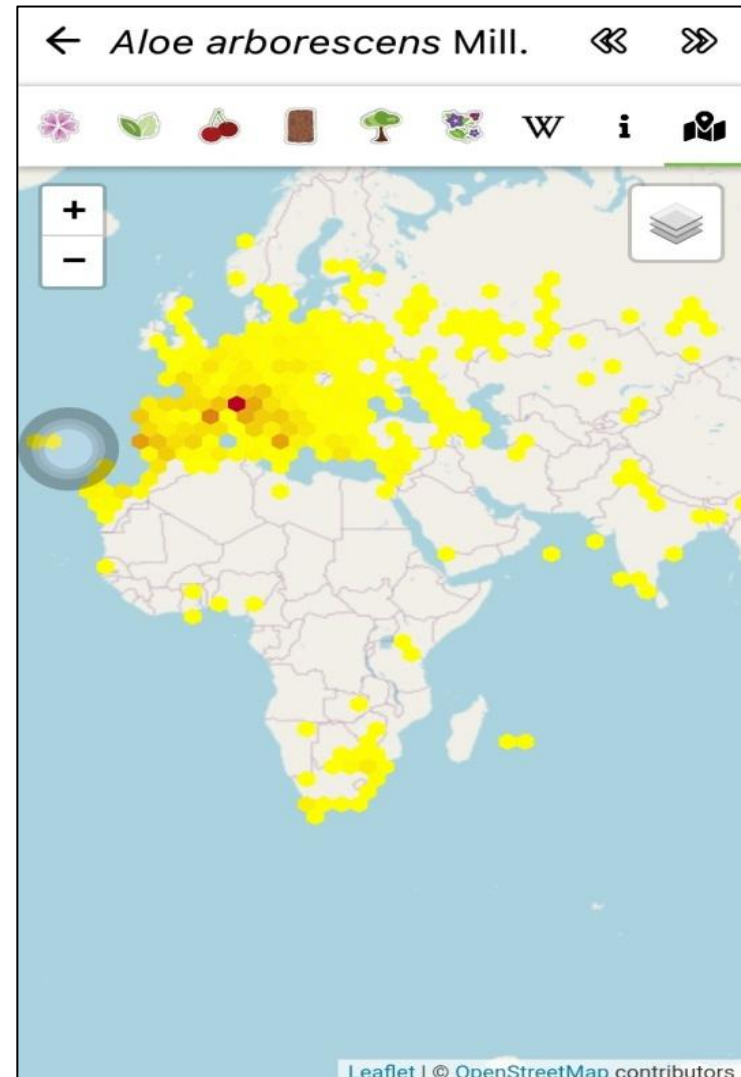 Aloe arborescens Mill.
W i
+
−
Leaflet | © OpenStreetMap contributors